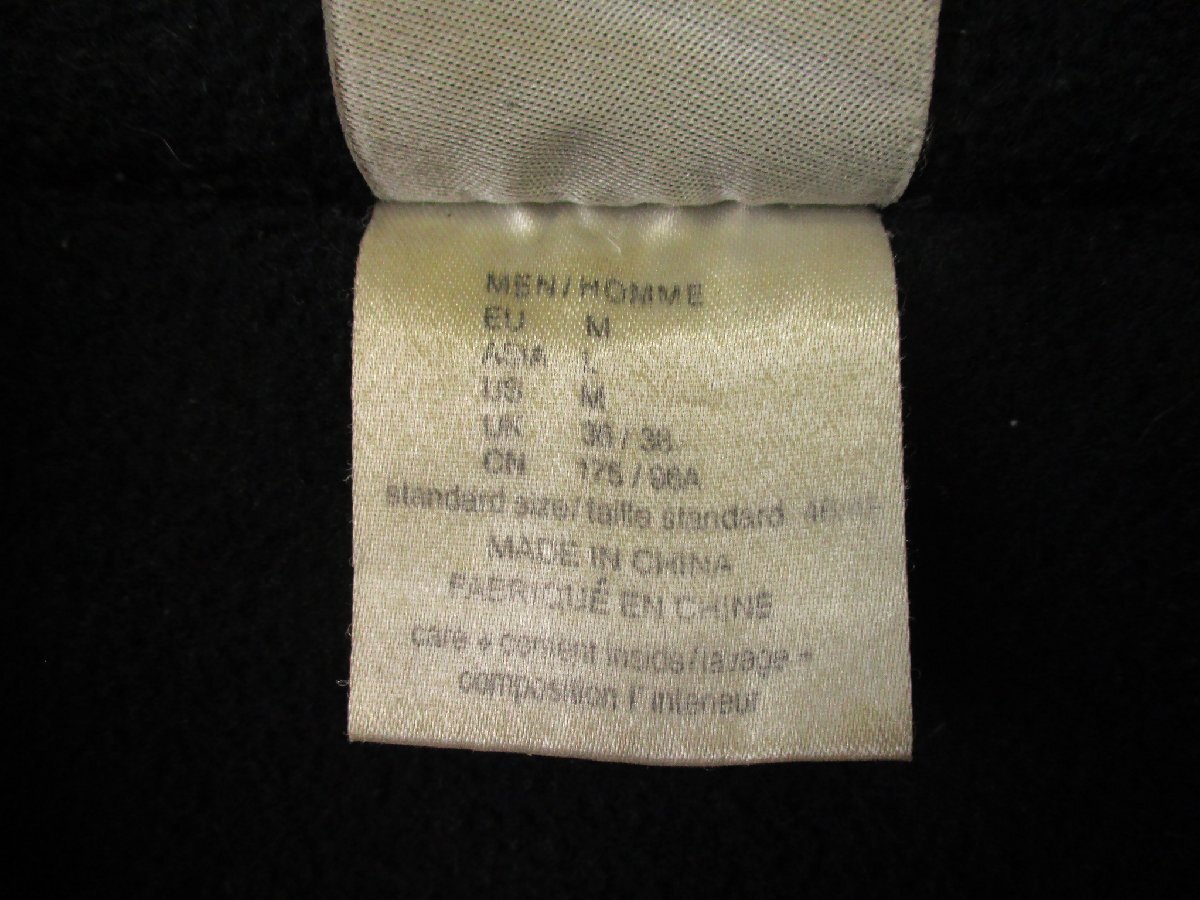 MEN/HOMME
EU M
ASIA L
US M
UK 36/38
CN 175/96A
standard size/taille standard
MADE IN CHINA
FABRIQUÉ EN CHINE
care + content inside/lavage +
composition l'interieur